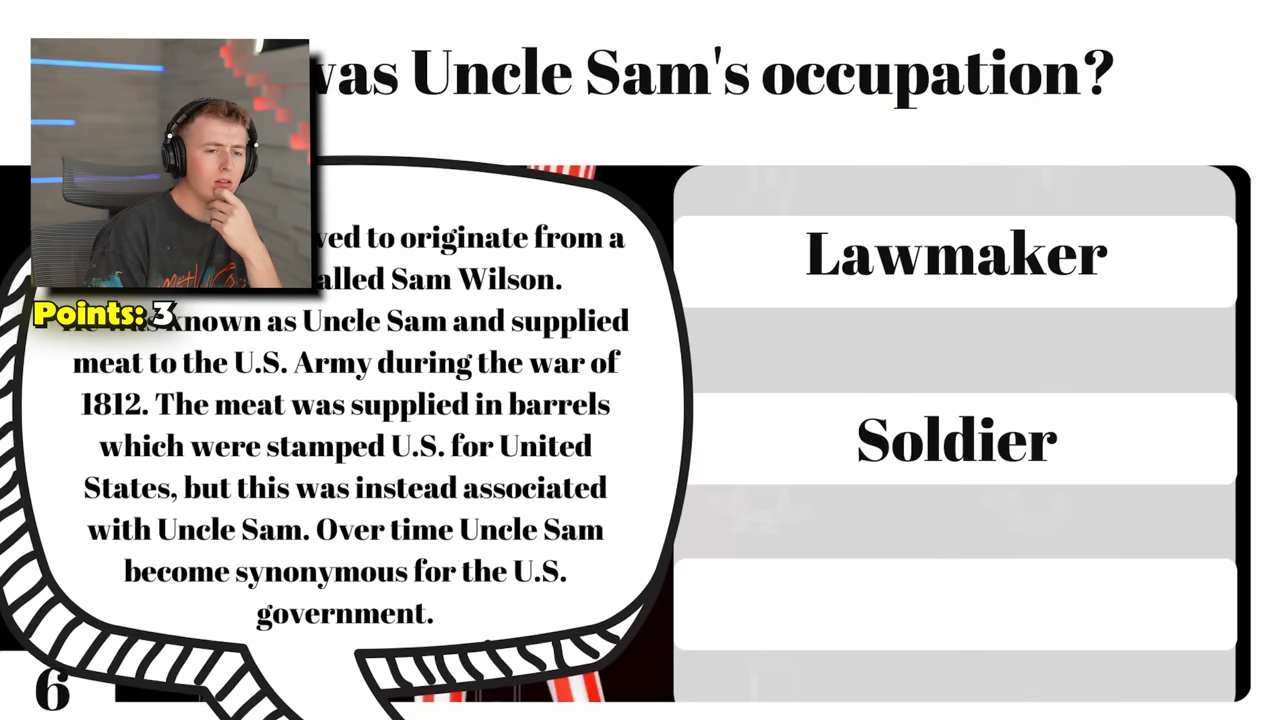 was Uncle Sam's occupation?
to originate from a
Sam Wilson.
Points: 3
known as Uncle Sam and supplied
meat to the U.S. Army during the war of
1812. The meat was supplied in barrels
which were stamped U.S. for United
States, but this was instead associated
with Uncle Sam. Over time Uncle Sam
become synonymous for the U.S.
government.
Lawmaker
Soldier
6